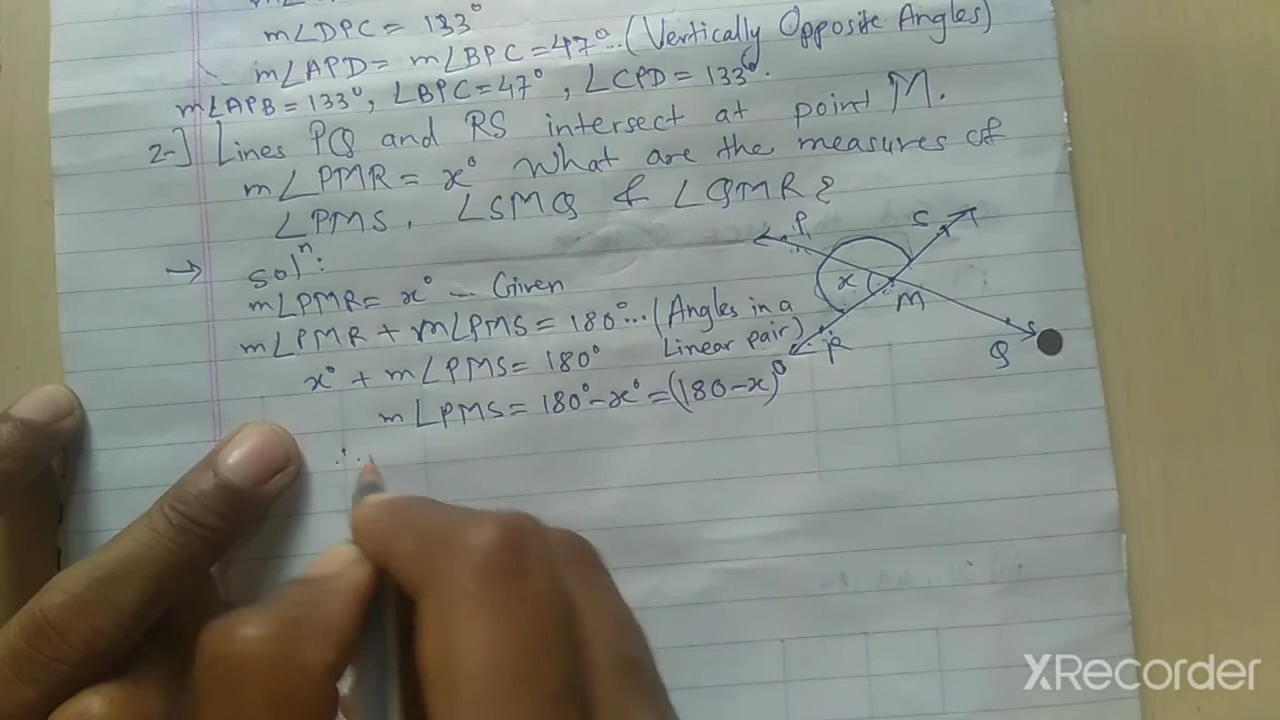 m∠DPC = 133°
m∠APD = m∠BPC = 47°... (Vertically Opposite Angles)
m∠APB = 133°, ∠BPC = 47°, ∠CPD = 133°.
2-] Lines PQ and RS intersect at point M.
m∠PMR = x° What are the measures of
∠PMS, ∠SMQ & ∠QMR?
→ solⁿ:
m∠PMR = x° -- Given
m∠PMR + m∠PMS = 180°... (Angles in a
Linear pair)
x° + m∠PMS = 180°
m∠PMS = 180° - x° = (180 - x)°
∴
P
S
x
M
R
Q
XRecorder